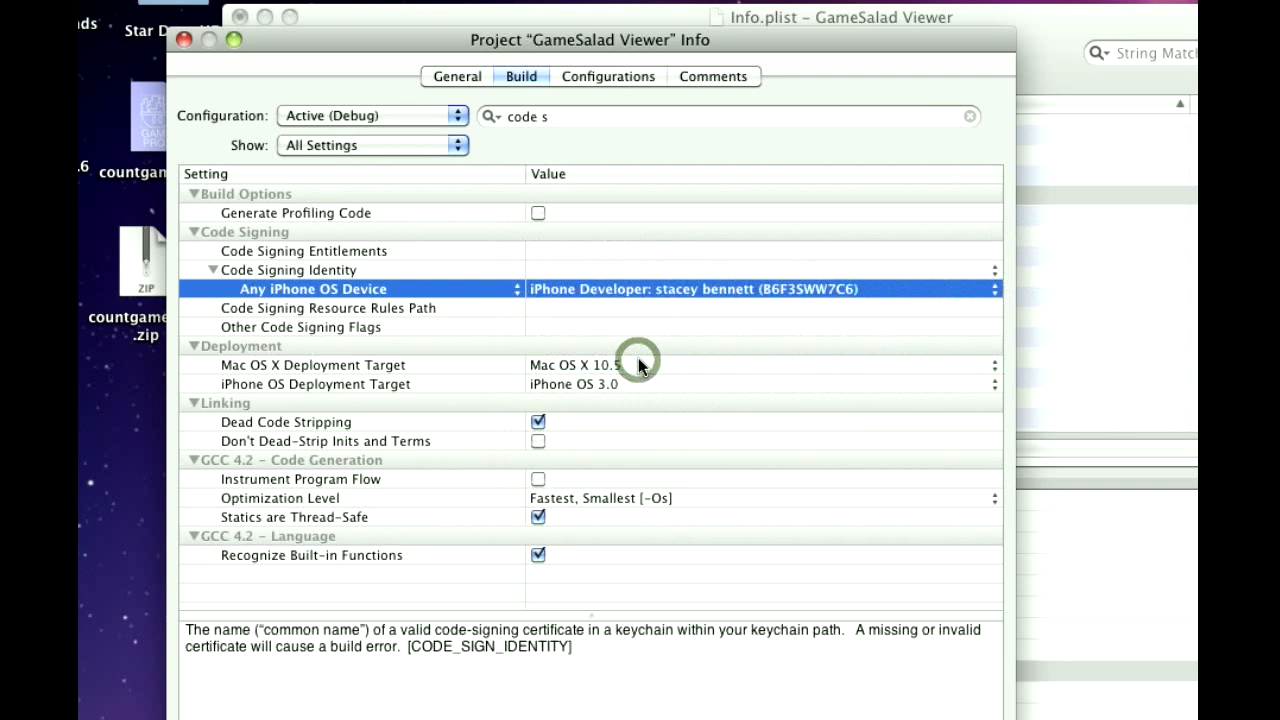 ds
Star D
Info.plist – GameSalad Viewer
Project “GameSalad Viewer” Info
String Matc
General Build Configurations Comments
Configuration: Active (Debug) code s
Show: All Settings
Setting Value
Build Options
Generate Profiling Code
Code Signing
Code Signing Entitlements
Code Signing Identity
Any iPhone OS Device iPhone Developer: stacey bennett (B6F3SWW7C6)
Code Signing Resource Rules Path
Other Code Signing Flags
Deployment
Mac OS X Deployment Target Mac OS X 10.5
iPhone OS Deployment Target iPhone OS 3.0
Linking
Dead Code Stripping
Don't Dead-Strip Inits and Terms
GCC 4.2 – Code Generation
Instrument Program Flow
Optimization Level Fastest, Smallest [-Os]
Statics are Thread-Safe
GCC 4.2 – Language
Recognize Built-in Functions
The name (“common name”) of a valid code-signing certificate in a keychain within your keychain path. A missing or invalid
certificate will cause a build error. [CODE_SIGN_IDENTITY]
GAM
PRO
.6
countgam
ZIP
countgame
.zip